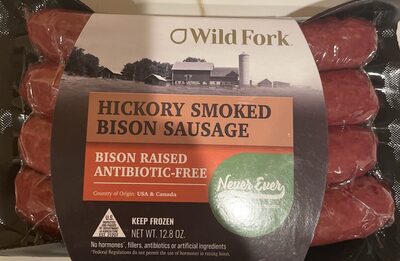 Wild Fork
HICKORY SMOKED
BISON SAUSAGE
BISON RAISED
ANTIBIOTIC-FREE
Country of Origin: USA & Canada
Never Ever
U.S.
KEEP FROZEN
NET WT. 12.8 OZ.
No hormones*, fillers, antibiotics or artificial ingredients
*Federal Regulations do not permit the use of hormones in raising bison.